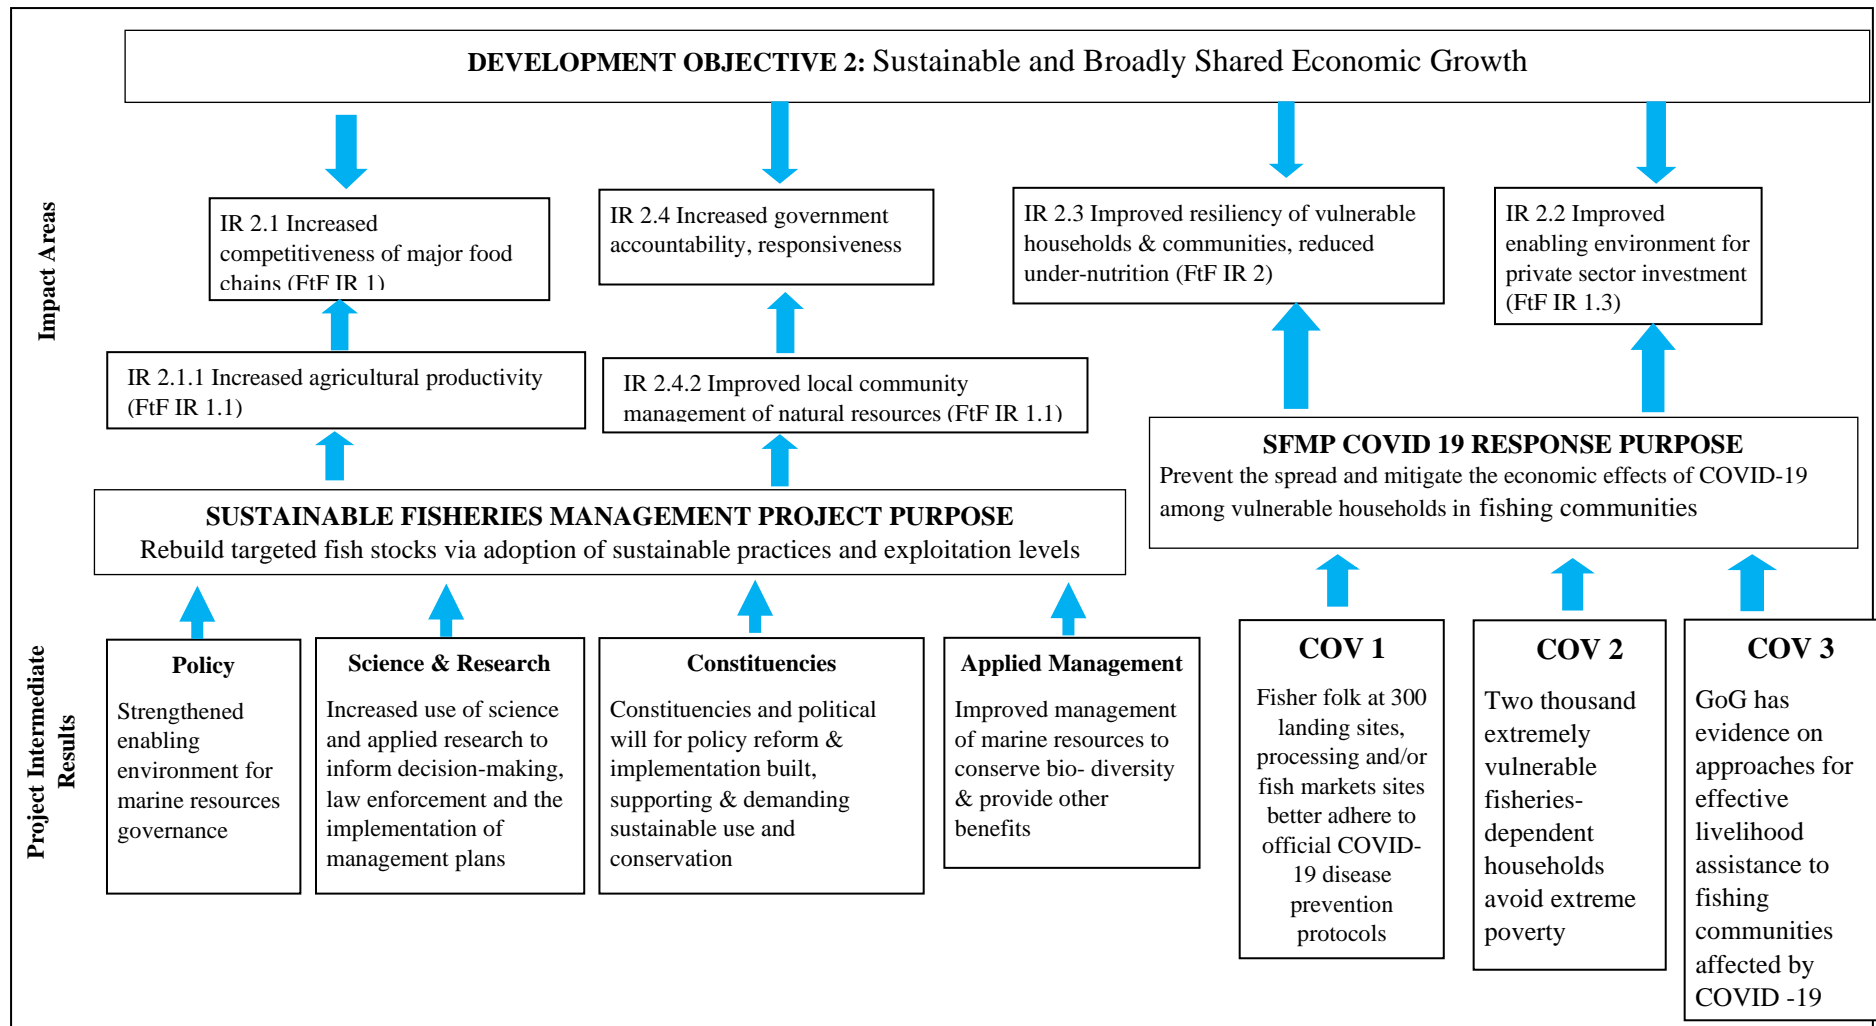 DEVELOPMENT OBJECTIVE 2: Sustainable and Broadly Shared Economic Growth
Impact Areas
IR 2.1 Increased
competitiveness of major food
chains (FtF IR 1)
IR 2.4 Increased government
accountability, responsiveness
IR 2.3 Improved resiliency of vulnerable
households & communities, reduced
under-nutrition (FtF IR 2)
IR 2.2 Improved
enabling environment for
private sector investment
(FtF IR 1.3)
IR 2.1.1 Increased agricultural productivity
(FtF IR 1.1)
IR 2.4.2 Improved local community
management of natural resources (FtF IR 1.1)
SFMP COVID 19 RESPONSE PURPOSE
Prevent the spread and mitigate the economic effects of COVID-19
among vulnerable households in fishing communities
SUSTAINABLE FISHERIES MANAGEMENT PROJECT PURPOSE
Rebuild targeted fish stocks via adoption of sustainable practices and exploitation levels
Project Intermediate
Results
Policy
Strengthened
enabling
environment for
marine resources
governance
Science & Research
Increased use of science
and applied research to
inform decision-making,
law enforcement and the
implementation of
management plans
Constituencies
Constituencies and political
will for policy reform &
implementation built,
supporting & demanding
sustainable use and
conservation
Applied Management
Improved management
of marine resources to
conserve bio- diversity
& provide other
benefits
COV 1
Fisher folk at 300
landing sites,
processing and/or
fish markets sites
better adhere to
official COVID-
19 disease
prevention
protocols
COV 2
Two thousand
extremely
vulnerable
fisheries-
dependent
households
avoid extreme
poverty
COV 3
GoG has
evidence on
approaches for
effective
livelihood
assistance to
fishing
communities
affected by
COVID -19